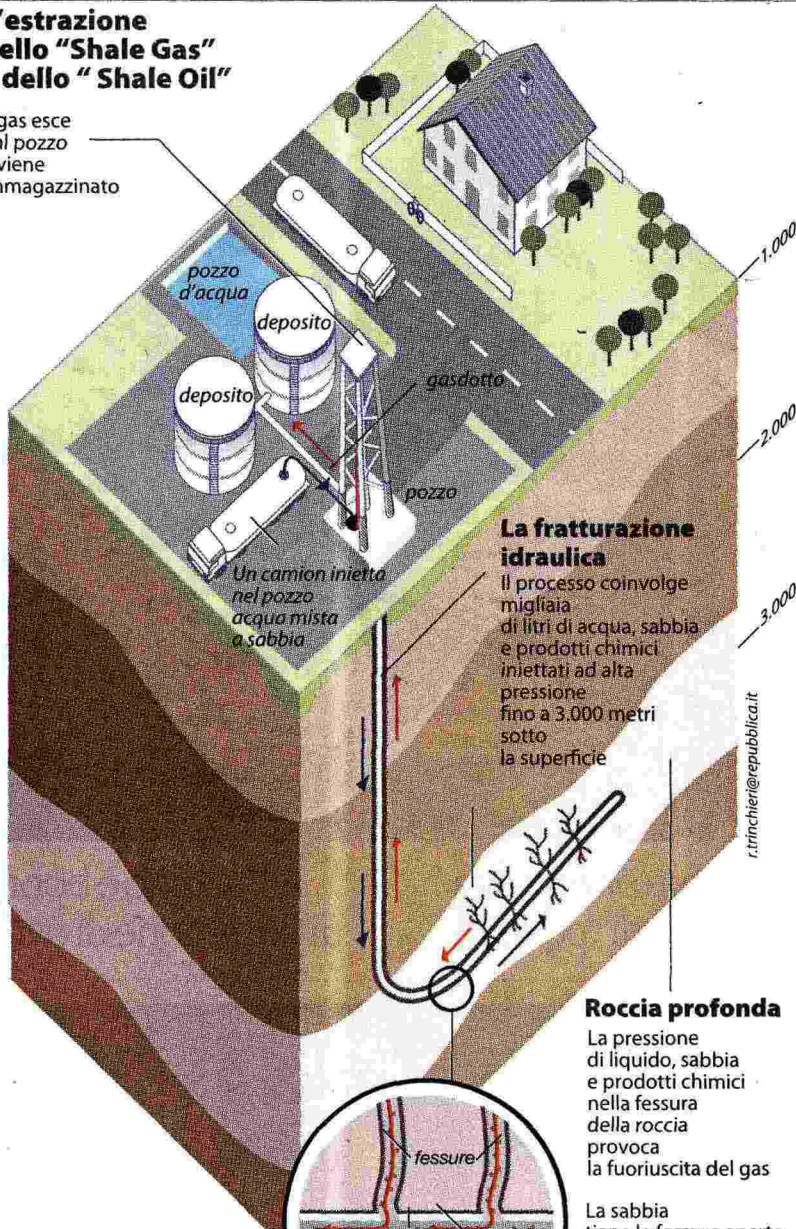 'estrazione
ello "Shale Gas"
dello " Shale Oil"
gas esce
al pozzo
viene
nmagazzinato
1.000
2.000
3.000
pozzo
d'acqua
deposito
deposito
gasdotto
pozzo
Un camion inietta
nel pozzo
acqua mista
a sabbia
La fratturazione
idraulica
Il processo coinvolge
migliaia
di litri di acqua, sabbia
e prodotti chimici
iniettati ad alta
pressione
fino a 3.000 metri
sotto
la superficie
r.trinchieri@repubblica.it
Roccia profonda
La pressione
di liquido, sabbia
e prodotti chimici
nella fessura
della roccia
provoca
la fuoriuscita del gas
La sabbia
fessure